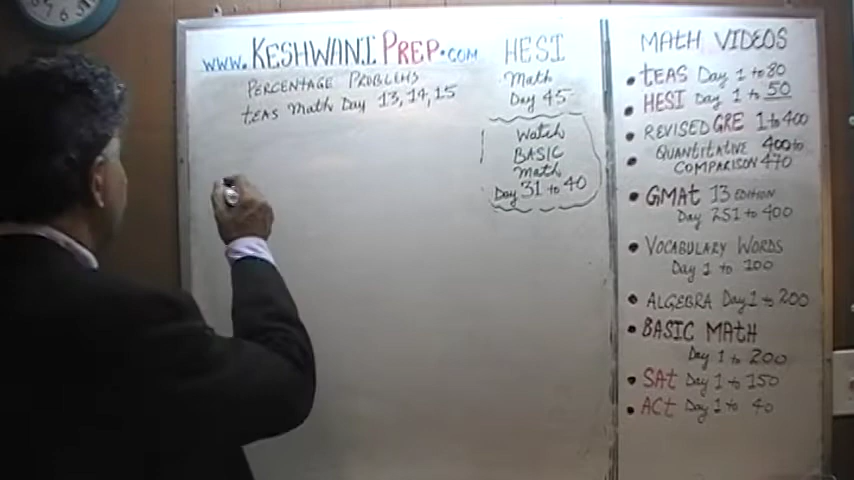 www.KESHWANI PREP.COM
PERCENTAGE PROBLEMS
TEAS Math Day 13, 14, 15
HESI
Math
Day 45
Watch
BASIC
Math
Day 31 to 40
MATH VIDEOS
• TEAS Day 1 to 80
• HESI Day 1 to 50
• REVISED GRE 1 to 400
• QUANTITATIVE 400 to
COMPARISON 470
• GMAT 13 EDITION
Day 251 to 400
• VOCABULARY WORDS
Day 1 to 100
• ALGEBRA Day 1 to 200
• BASIC MATH
Day 1 to 200
• SAT Day 1 to 150
• ACT Day 1 to 40